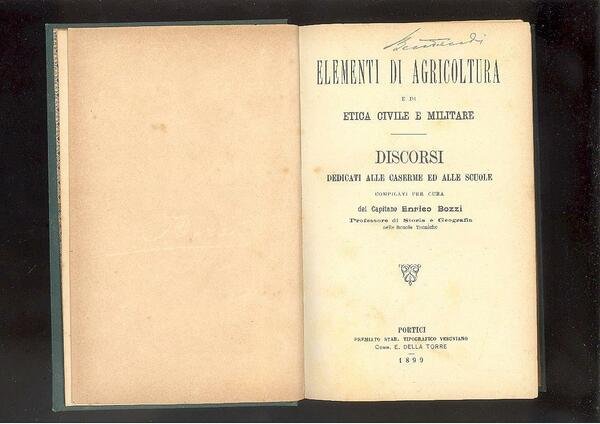 ELEMENTI DI AGRICOLTURA
E DI
ETICA CIVILE E MILITARE
DISCORSI
DEDICATI ALLE CASERME ED ALLE SCUOLE
COMPILATI PER CURA
del Capitano Enrico Bozzi
Professore di Storia e Geografia
nelle Scuole Tecniche
PORTICI
PREMIATO STAB. TIPOGRAFICO VESUVIANO
COMM. E. DELLA TORRE
1899